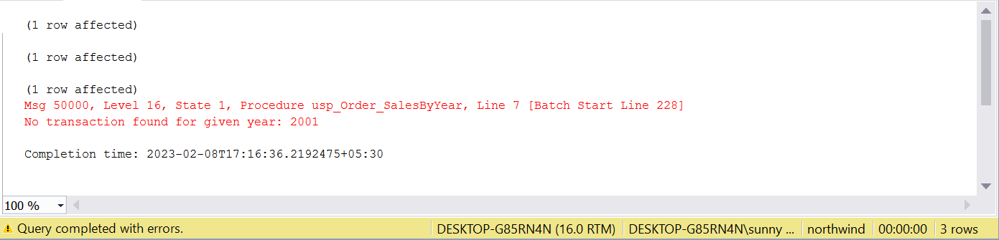 (1 row affected)
(1 row affected)
(1 row affected)
Msg 50000, Level 16, State 1, Procedure usp_Order_SalesByYear, Line 7 [Batch Start Line 228]
No transaction found for given year: 2001
Completion time: 2023-02-08T17:16:36.2192475+05:30
100 %
Query completed with errors. DESKTOP-G85RN4N (16.0 RTM) DESKTOP-G85RN4N\sunny ... northwind 00:00:00 3 rows